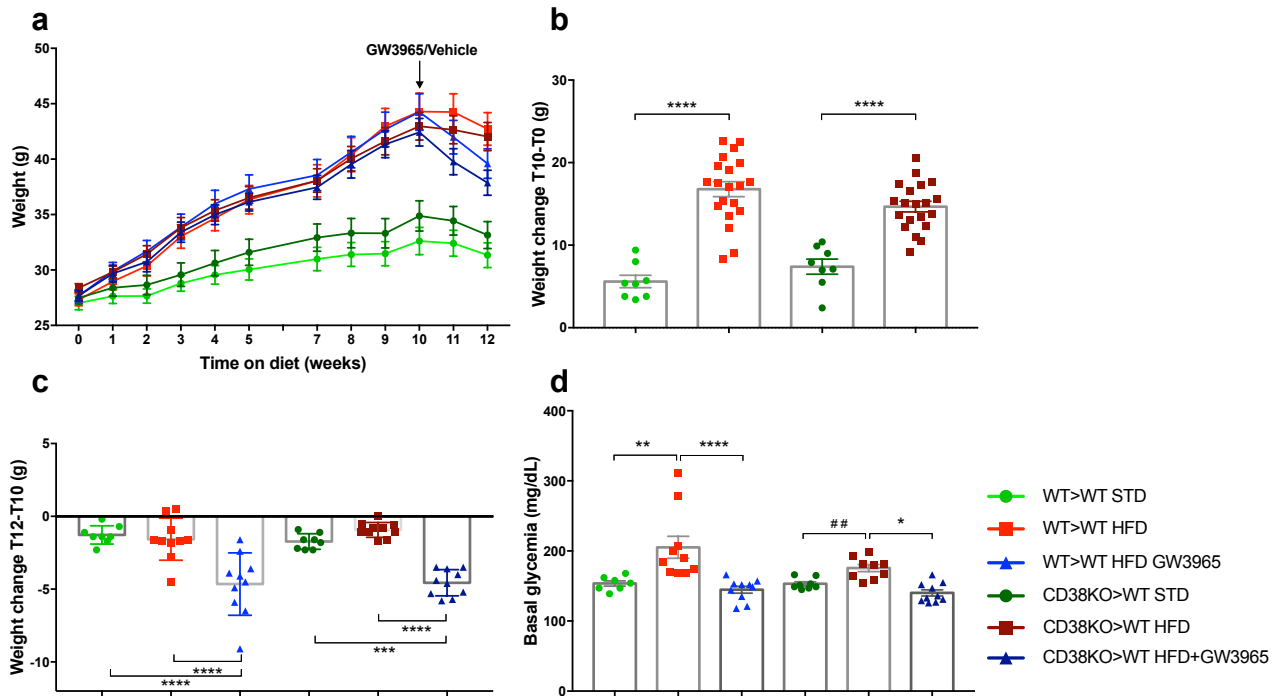 a
GW3965/Vehicle
50
45
40
35
30
25
Weight (g)
0 1 2 3 4 5 7 8 9 10 11 12
Time on diet (weeks)
b
30
20
10
0
Weight change T10-T0 (g)
**** ****
c
5
0
-5
-10
Weight change T12-T10 (g)
****
****
****
***
d
400
300
200
100
0
Basal glycemia (mg/dL)
** ****
## *
WT>WT STD
WT>WT HFD
WT>WT HFD GW3965
CD38KO>WT STD
CD38KO>WT HFD
CD38KO>WT HFD+GW3965